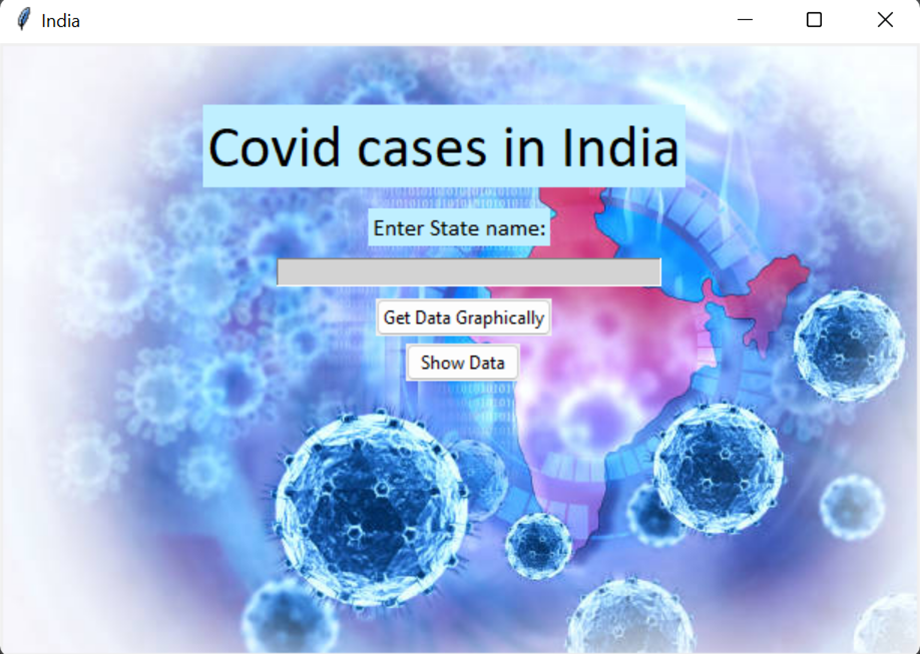 India
Covid cases in India
Enter State name:
Get Data Graphically
Show Data